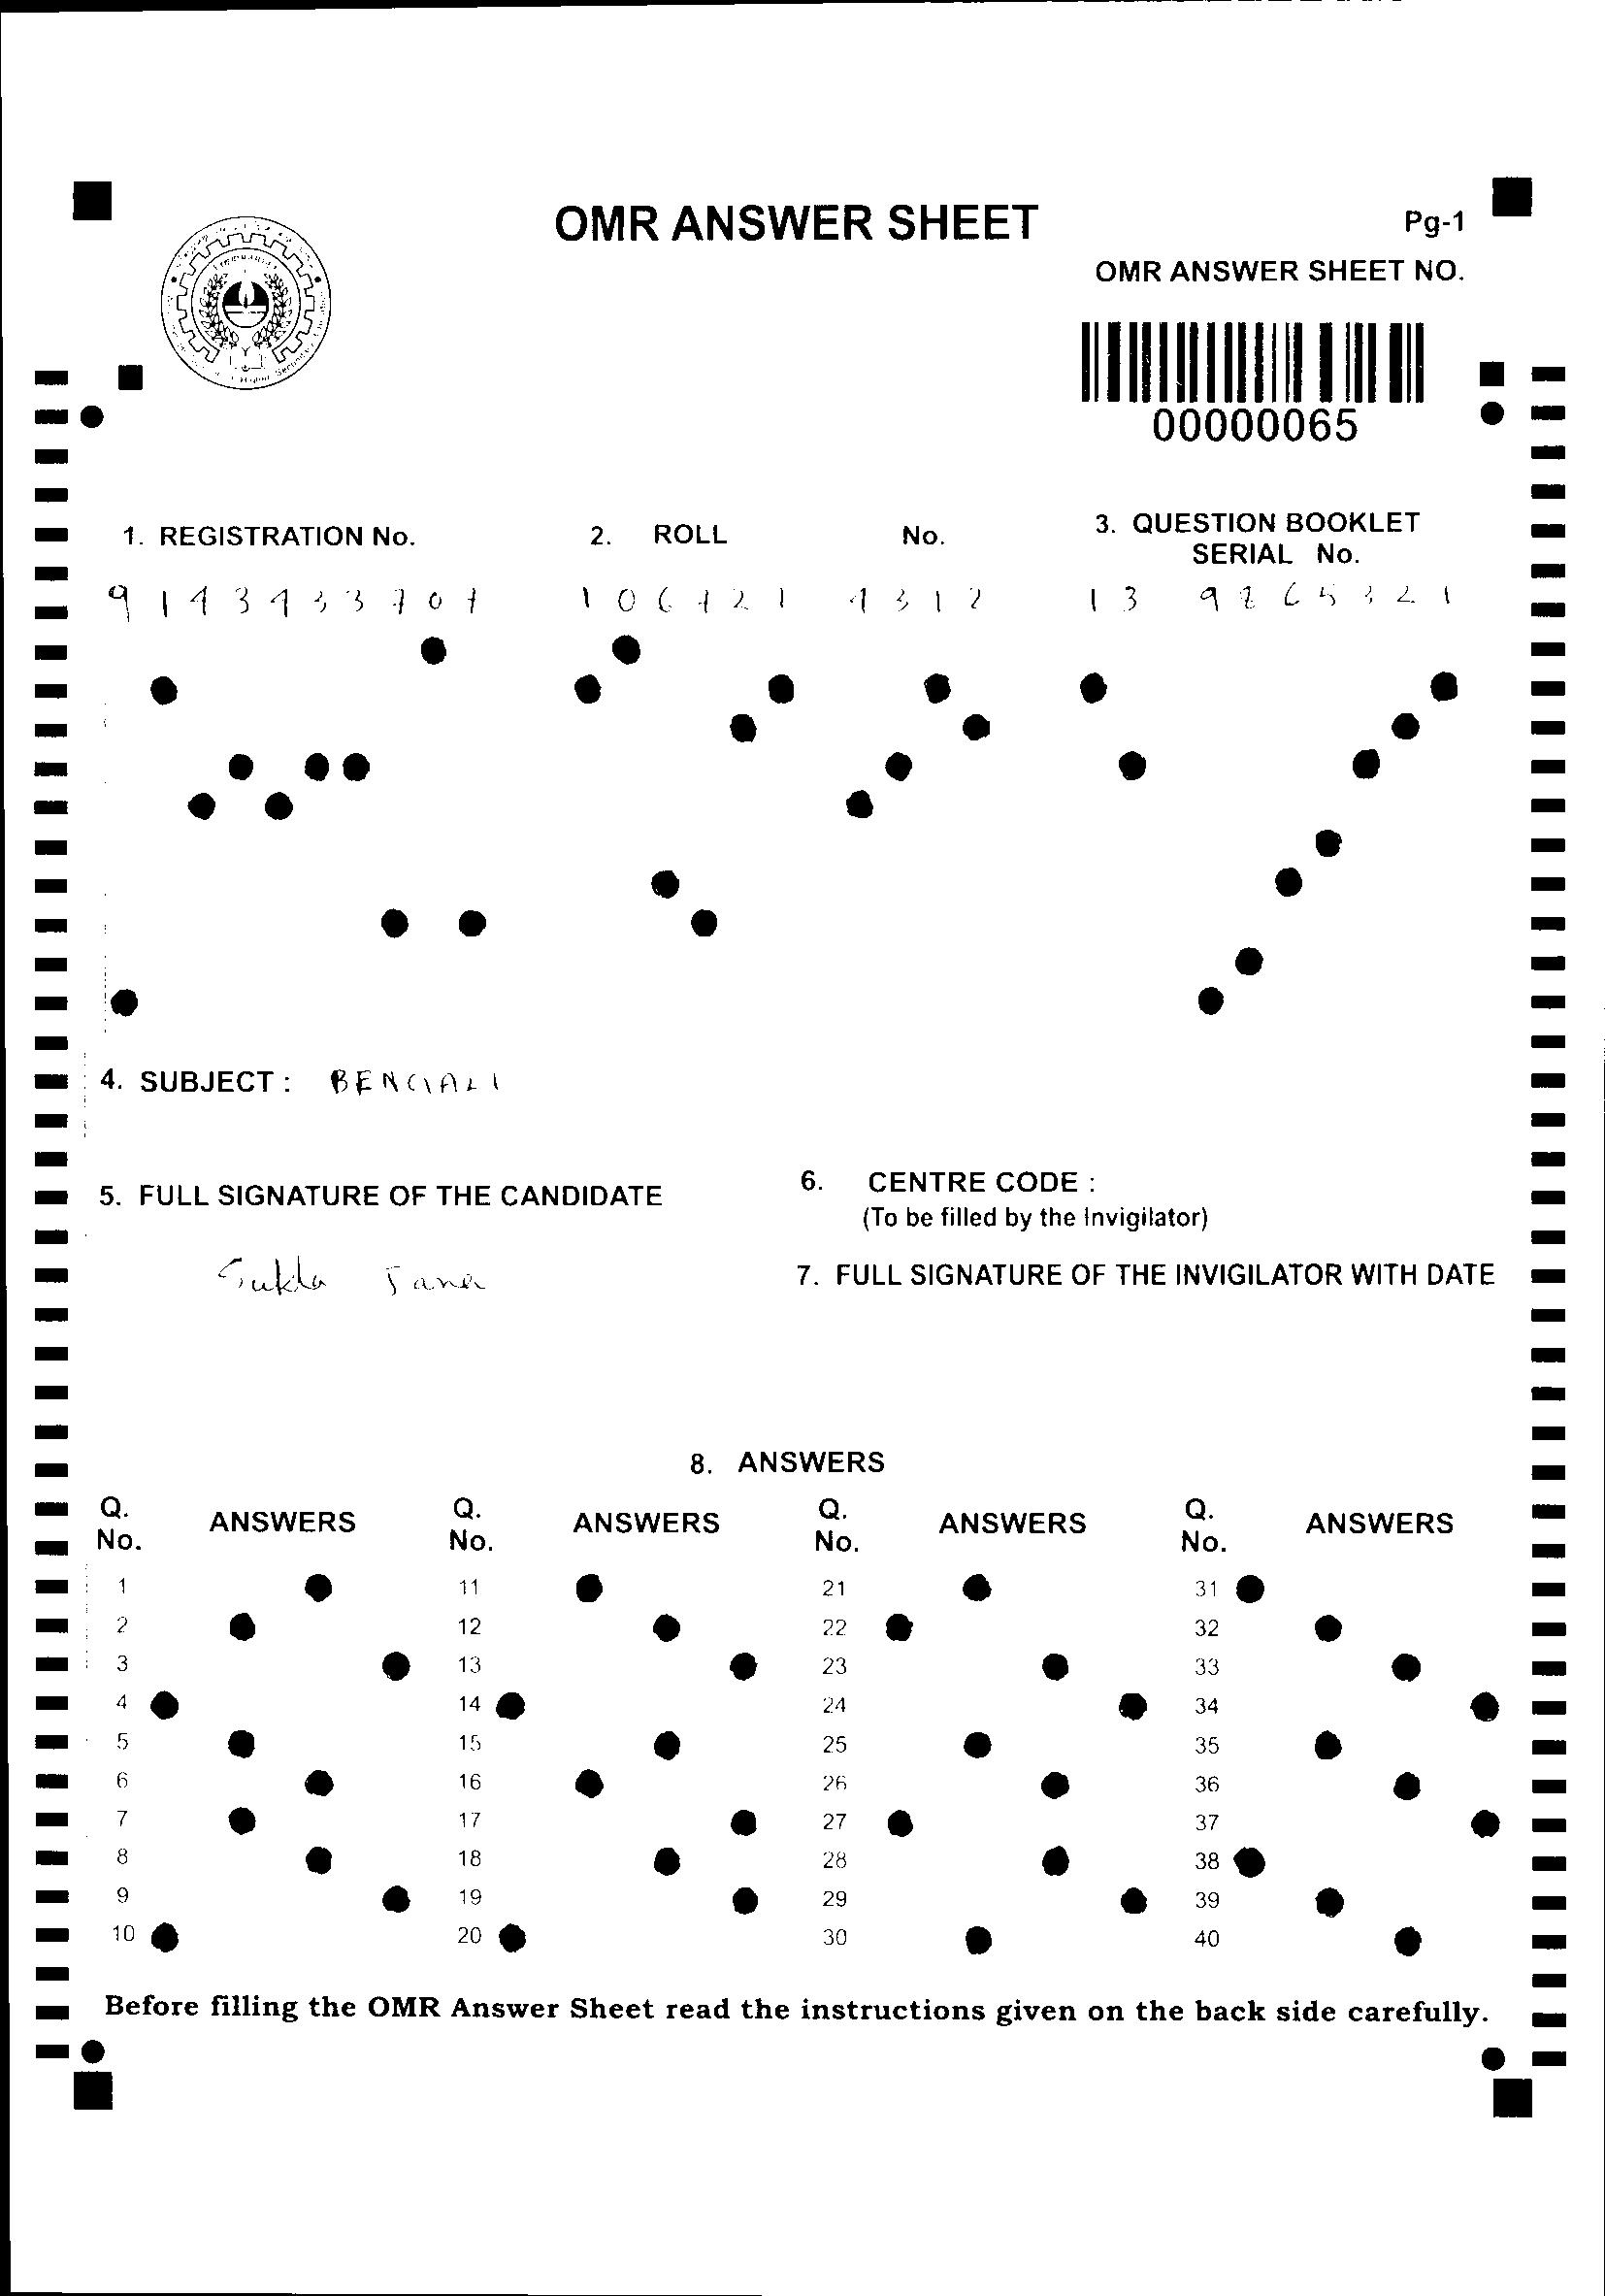 OMR ANSWER SHEET
Pg-1
OMR ANSWER SHEET NO.
00000065
1. REGISTRATION No.
2. ROLL No.
3. QUESTION BOOKLET
SERIAL No.
9 1 4 3 4 3 3 7 0 7
1 0 6 7 2 1 4 3 1 2
1 3 9 8 6 5 3 2 1
4. SUBJECT : BENGALI
5. FULL SIGNATURE OF THE CANDIDATE
6. CENTRE CODE :
(To be filled by the Invigilator)
Sukla Jana
7. FULL SIGNATURE OF THE INVIGILATOR WITH DATE
8. ANSWERS
Q. No. ANSWERS Q. No. ANSWERS Q. No. ANSWERS Q. No. ANSWERS
1 11 21 31
2 12 22 32
3 13 23 33
4 14 24 34
5 15 25 35
6 16 26 36
7 17 27 37
8 18 28 38
9 19 29 39
10 20 30 40
Before filling the OMR Answer Sheet read the instructions given on the back side carefully.